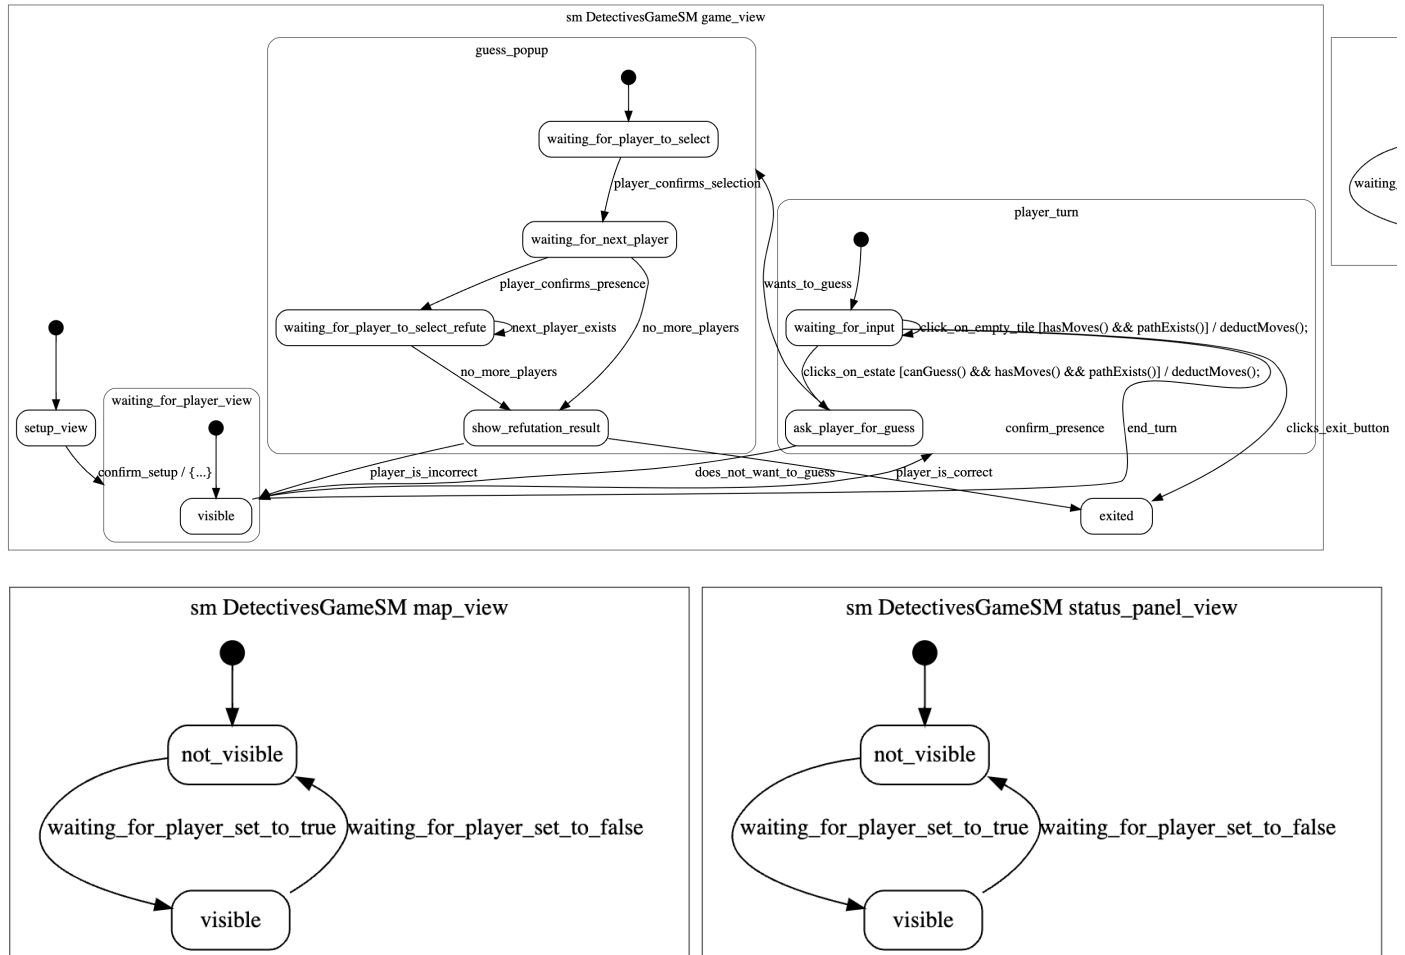 sm DetectivesGameSM game_view
guess_popup
waiting_for_player_to_select
player_confirms_selection
waiting_
player_turn
waiting_for_next_player
player_confirms_presence
wants_to_guess
waiting_for_player_to_select_refute
next_player_exists
no_more_players
waiting_for_input
click_on_empty_tile [hasMoves() && pathExists()] / deductMoves();
no_more_players
clicks_on_estate [canGuess() && hasMoves() && pathExists()] / deductMoves();
waiting_for_player_view
setup_view
show_refutation_result
ask_player_for_guess
confirm_presence
end_turn
clicks_exit_button
confirm_setup / {...}
player_is_incorrect
does_not_want_to_guess
player_is_correct
visible
exited
sm DetectivesGameSM map_view
not_visible
waiting_for_player_set_to_true
waiting_for_player_set_to_false
visible
sm DetectivesGameSM status_panel_view
not_visible
waiting_for_player_set_to_true
waiting_for_player_set_to_false
visible